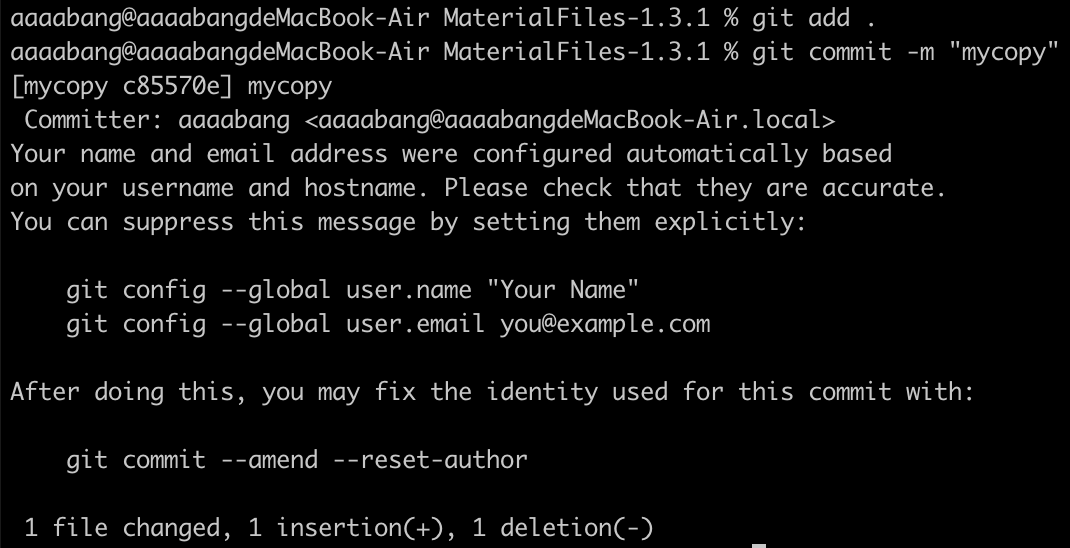 aaaabang@aaaabangdeMacBook-Air MaterialFiles-1.3.1 % git add .
aaaabang@aaaabangdeMacBook-Air MaterialFiles-1.3.1 % git commit -m "mycopy"
[mycopy c85570e] mycopy
Committer: aaaabang <aaaabang@aaaabangdeMacBook-Air.local>
Your name and email address were configured automatically based
on your username and hostname. Please check that they are accurate.
You can suppress this message by setting them explicitly:
git config --global user.name "Your Name"
git config --global user.email you@example.com
After doing this, you may fix the identity used for this commit with:
git commit --amend --reset-author
1 file changed, 1 insertion(+), 1 deletion(-)